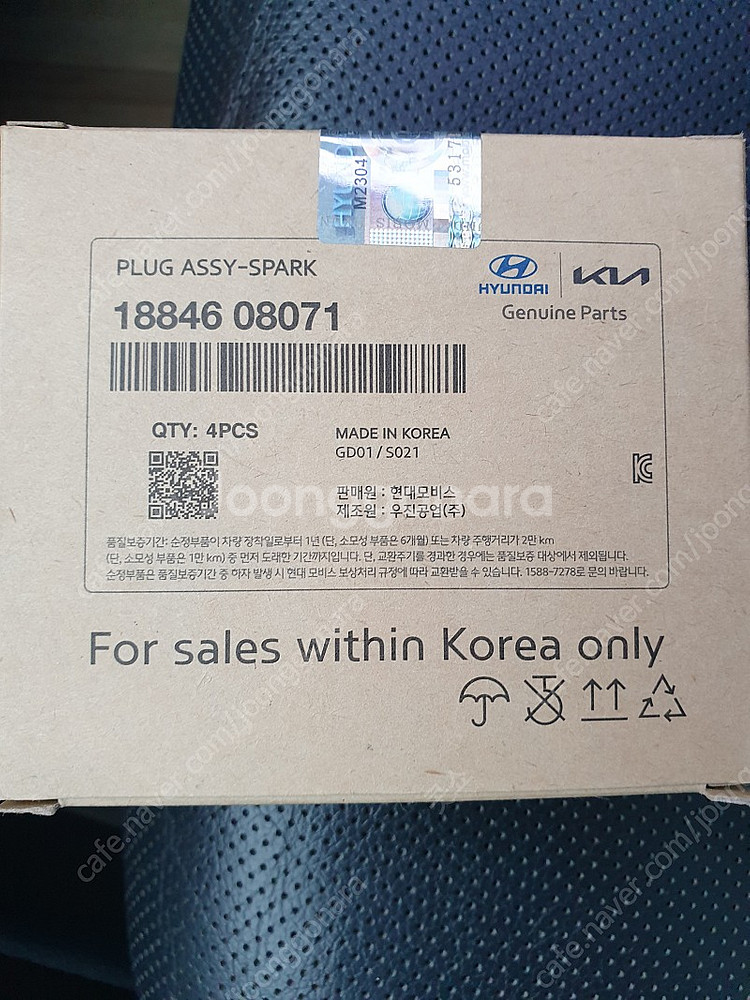 HYUNDAI
M2304
MOBIS
53171
PLUG ASSY-SPARK
18846 08071
HYUNDAI
KIA
Genuine Parts
QTY: 4PCS
MADE IN KOREA
GD01 / S021
판매원 : 현대모비스
제조원 : 우진공업(주)
joonggonara
품질보증기간: 순정부품이 차량 장착일로부터 1년 (단, 소모성 부품은 6개월) 또는 차량 주행거리가 2만 km
(단, 소모성 부품은 1만 km) 중 먼저 도래한 기간까지입니다. 단, 교환주기를 경과한 경우에는 품질보증 대상에서 제외됩니다.
순정부품은 품질보증기간 중 하자 발생 시 현대 모비스 보상처리 규정에 따라 교환받을 수 있습니다. 1588-7278로 문의 바랍니다.
For sales within Korea only
cafe.naver.com/joonggonara